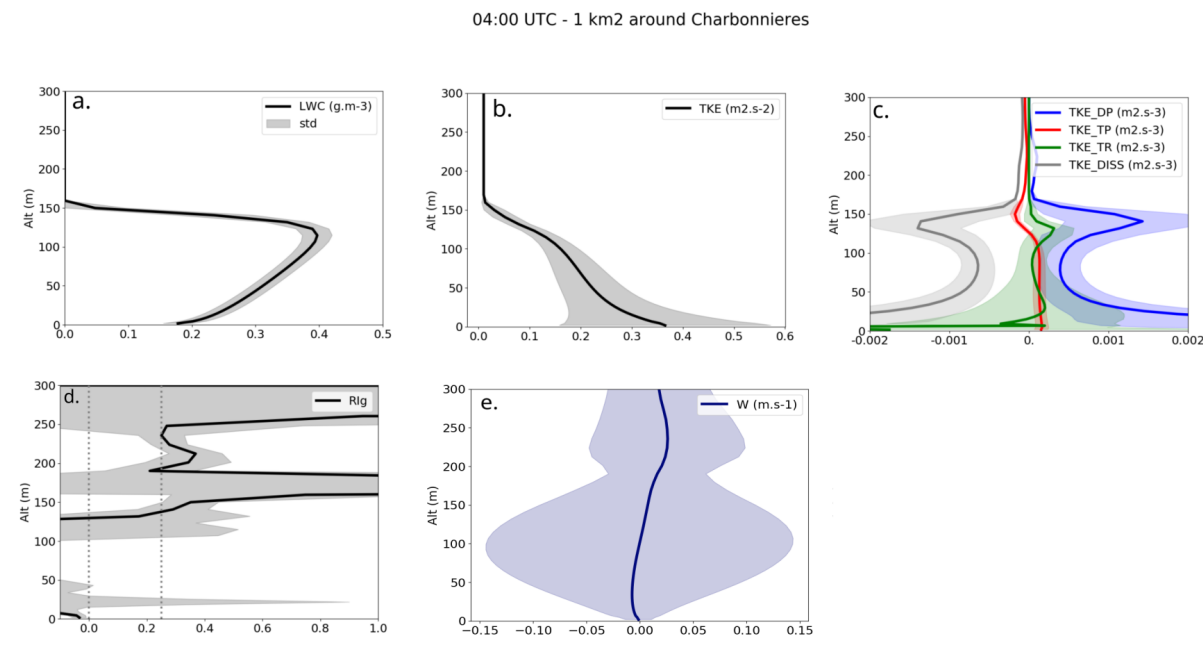 04:00 UTC - 1 km2 around Charbonnieres
a.
LWC (g.m-3)
std
300
250
200
150
100
50
0
Alt (m)
0.0 0.1 0.2 0.3 0.4 0.5
b.
TKE (m2.s-2)
300
250
200
150
100
50
0
Alt (m)
0.0 0.1 0.2 0.3 0.4 0.5 0.6
c.
TKE_DP (m2.s-3)
TKE_TP (m2.s-3)
TKE_TR (m2.s-3)
TKE_DISS (m2.s-3)
300
250
200
150
100
50
0
Alt (m)
-0.002 -0.001 0. 0.001 0.002
d.
RIg
300
250
200
150
100
50
0
Alt (m)
0.0 0.2 0.4 0.6 0.8 1.0
e.
W (m.s-1)
300
250
200
150
100
50
0
Alt (m)
−0.15 −0.10 −0.05 0.00 0.05 0.10 0.15